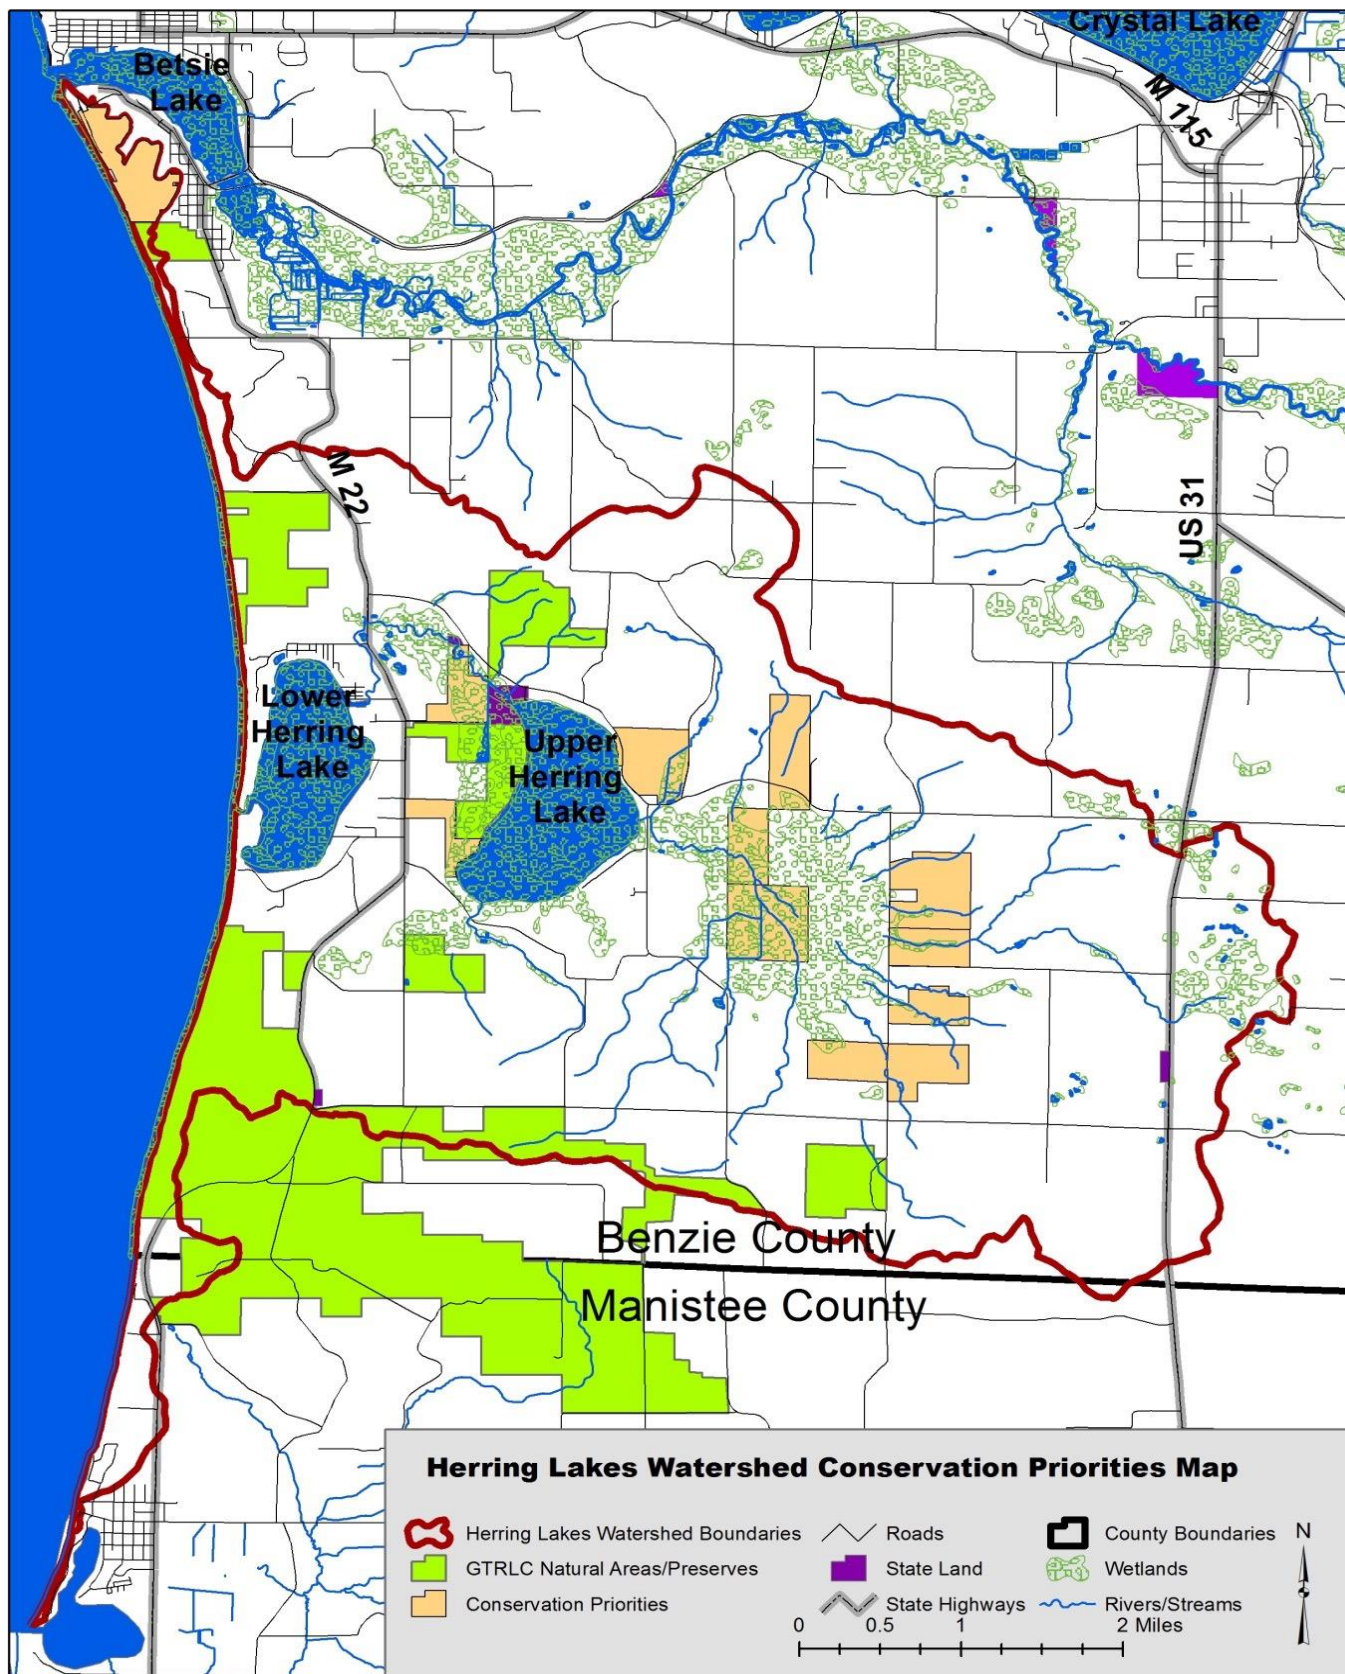 Crystal Lake
Betsie
Lake
M 115
M 22
US 31
Lower
Herring
Lake
Upper
Herring
Lake
Benzie County
Manistee County
Herring Lakes Watershed Conservation Priorities Map
Herring Lakes Watershed Boundaries
Roads
County Boundaries
N
GTRLC Natural Areas/Preserves
State Land
Wetlands
Conservation Priorities
State Highways
Rivers/Streams
0 0.5 1 2 Miles